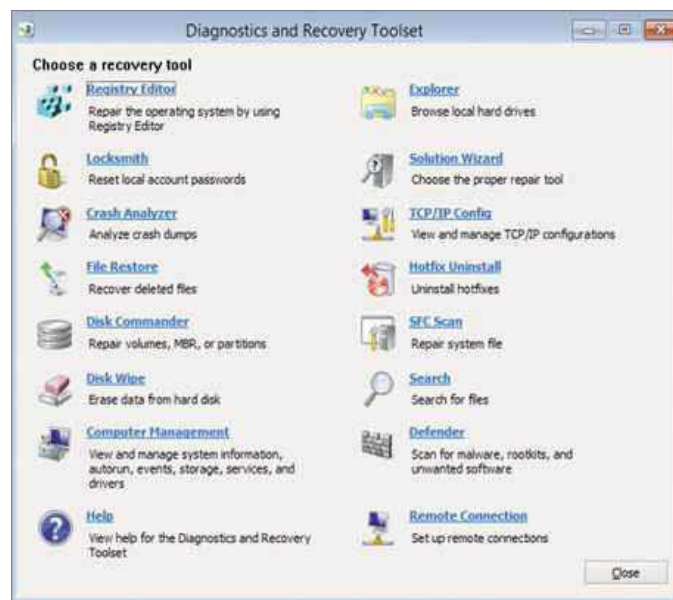 Diagnostics and Recovery Toolset
Choose a recovery tool
Registry Editor
Repair the operating system by using
Registry Editor
Locksmith
Reset local account passwords
Crash Analyzer
Analyze crash dumps
File Restore
Recover deleted files
Disk Commander
Repair volumes, MBR, or partitions
Disk Wipe
Erase data from hard disk
Computer Management
View and manage system information,
autorun, events, storage, services, and
drivers
Help
View help for the Diagnostics and Recovery
Toolset
Explorer
Browse local hard drives
Solution Wizard
Choose the proper repair tool
TCP/IP Config
View and manage TCP/IP configurations
Hotfix Uninstall
Uninstall hotfixes
SFC Scan
Repair system file
Search
Search for files
Defender
Scan for malware, rootkits, and
unwanted software
Remote Connection
Set up remote connections
Close